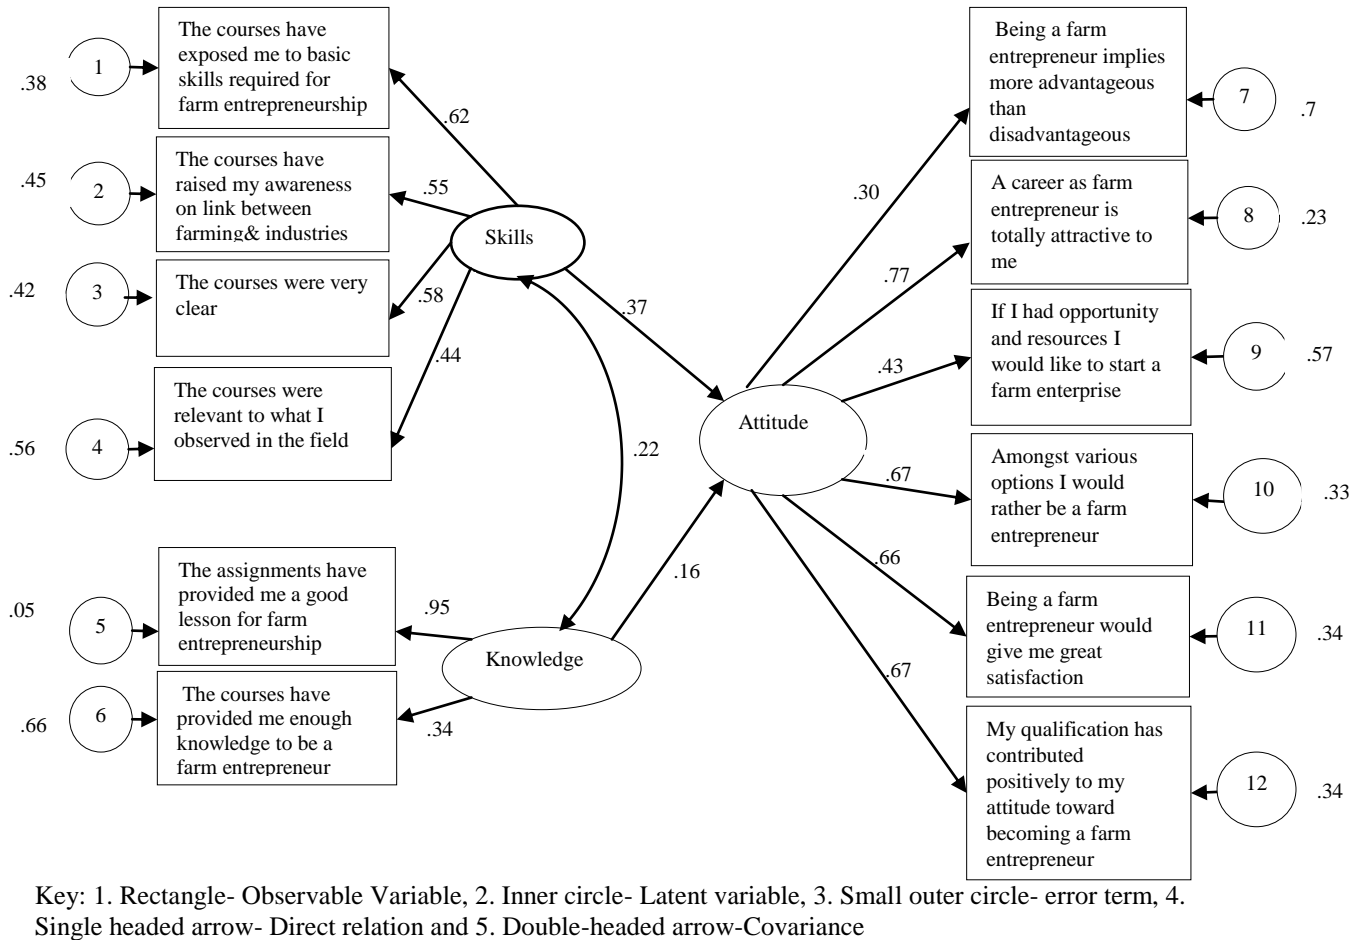 The courses have
exposed me to basic
skills required for
farm entrepreneurship
1
.38
.62
The courses have
raised my awareness
on link between
farming& industries
2
.45
.55
The courses were very
clear
3
.42
.58
The courses were
relevant to what I
observed in the field
4
.56
.44
Skills
.37
.22
The assignments have
provided me a good
lesson for farm
entrepreneurship
5
.05
.95
The courses have
provided me enough
knowledge to be a
farm entrepreneur
6
.66
.34
Knowledge
.16
Attitude
Being a farm
entrepreneur implies
more advantageous
than
disadvantageous
7
.7
.30
A career as farm
entrepreneur is
totally attractive to
me
8
.23
.77
If I had opportunity
and resources I
would like to start a
farm enterprise
9
.57
.43
Amongst various
options I would
rather be a farm
entrepreneur
10
.33
.67
Being a farm
entrepreneur would
give me great
satisfaction
11
.34
.66
My qualification has
contributed
positively to my
attitude toward
becoming a farm
entrepreneur
12
.34
.67
Key: 1. Rectangle- Observable Variable, 2. Inner circle- Latent variable, 3. Small outer circle- error term, 4.
Single headed arrow- Direct relation and 5. Double-headed arrow-Covariance